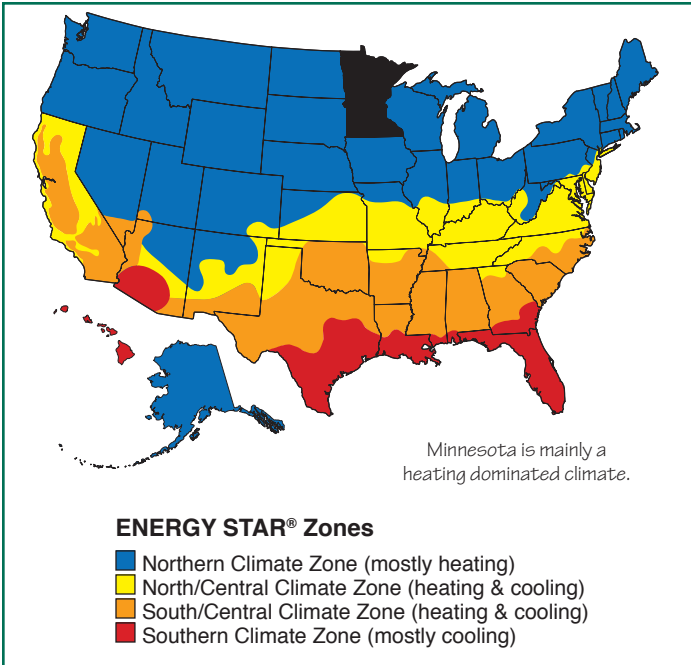 Minnesota is mainly a
heating dominated climate.
ENERGY STAR® Zones
Northern Climate Zone (mostly heating)
North/Central Climate Zone (heating & cooling)
South/Central Climate Zone (heating & cooling)
Southern Climate Zone (mostly cooling)